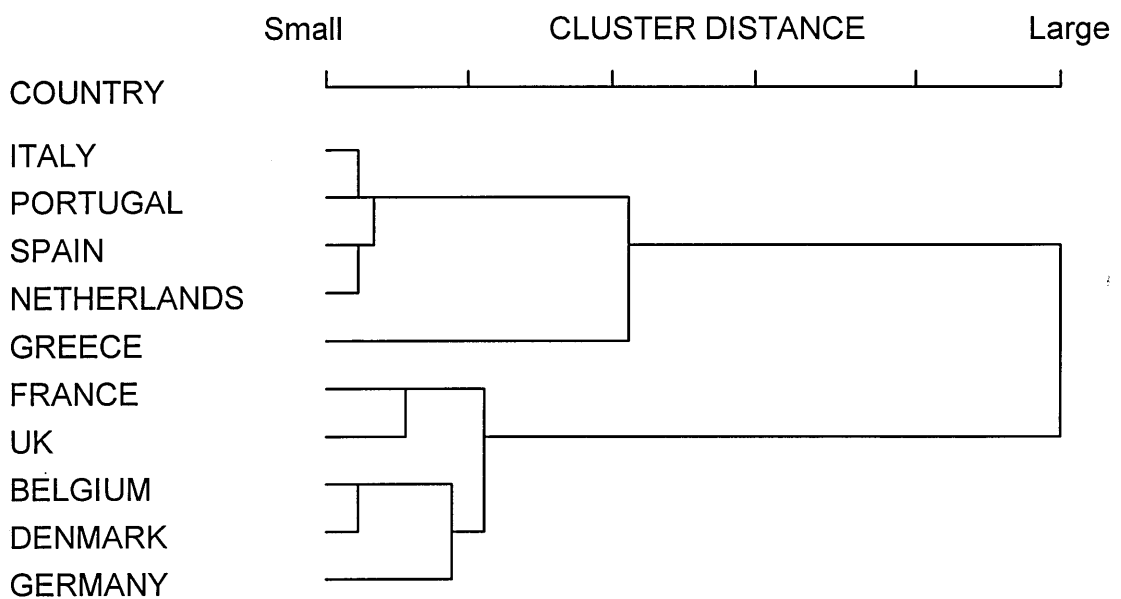 Small CLUSTER DISTANCE Large
COUNTRY
ITALY
PORTUGAL
SPAIN
NETHERLANDS
GREECE
FRANCE
UK
BELGIUM
DENMARK
GERMANY